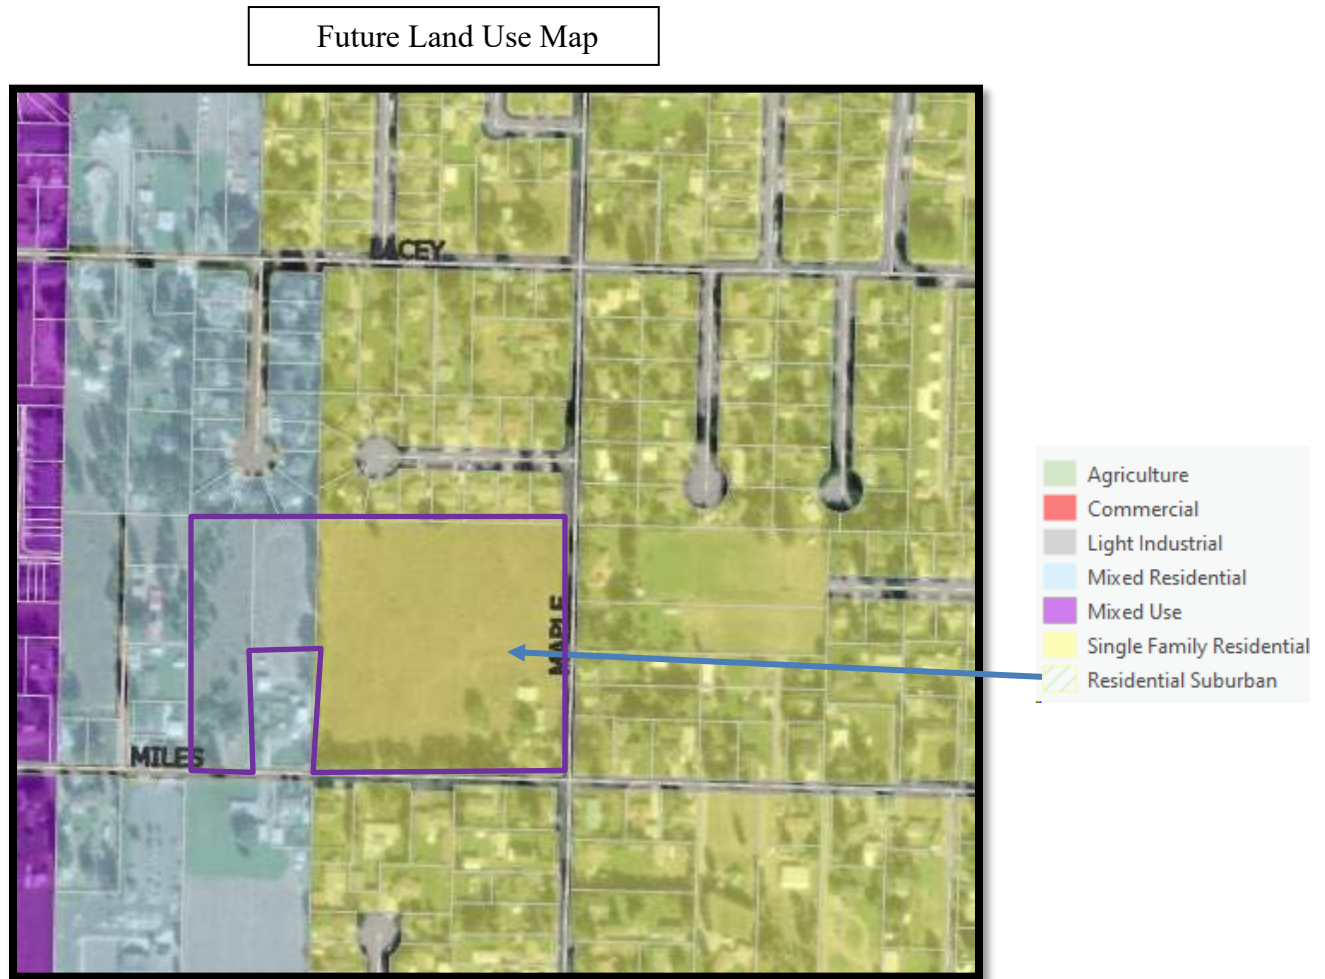 Future Land Use Map
LACEY
MAPLE
MILES
Agriculture
Commercial
Light Industrial
Mixed Residential
Mixed Use
Single Family Residential
Residential Suburban